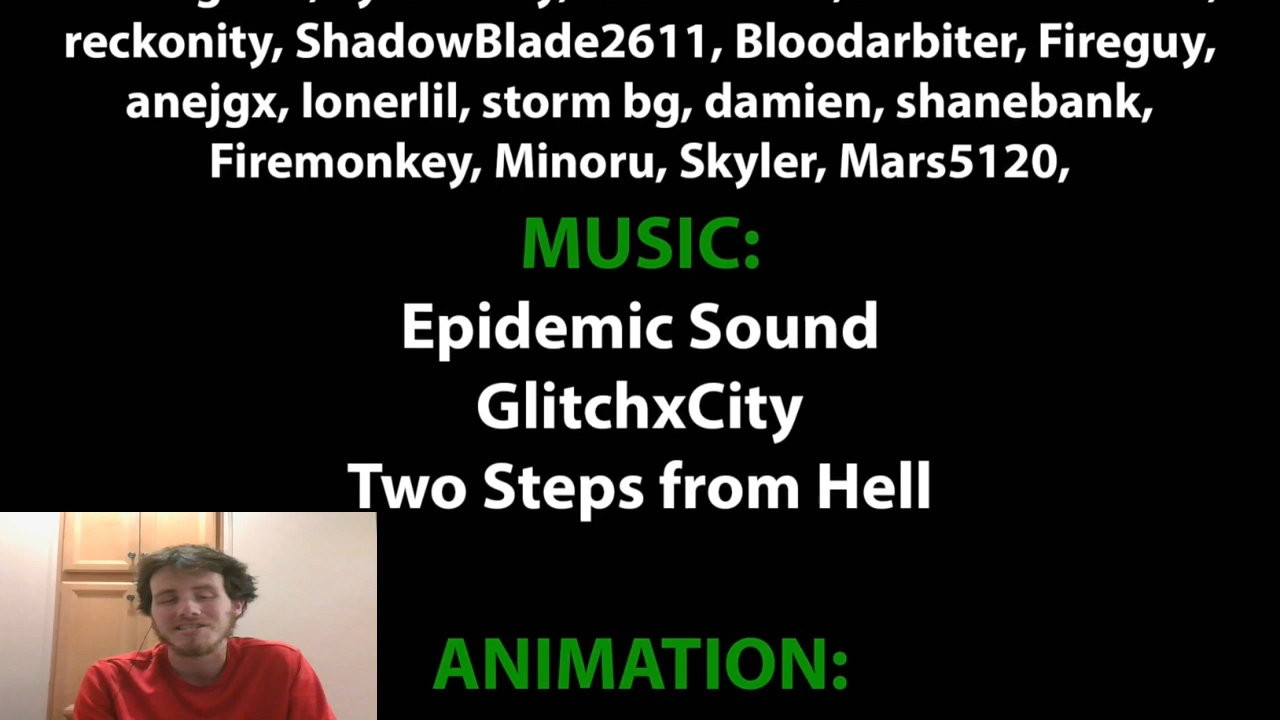 reckonity, ShadowBlade2611, Bloodarbiter, Fireguy,
anejgx, lonerlil, storm bg, damien, shanebank,
Firemonkey, Minoru, Skyler, Mars5120,
MUSIC:
Epidemic Sound
GlitchxCity
Two Steps from Hell
ANIMATION: